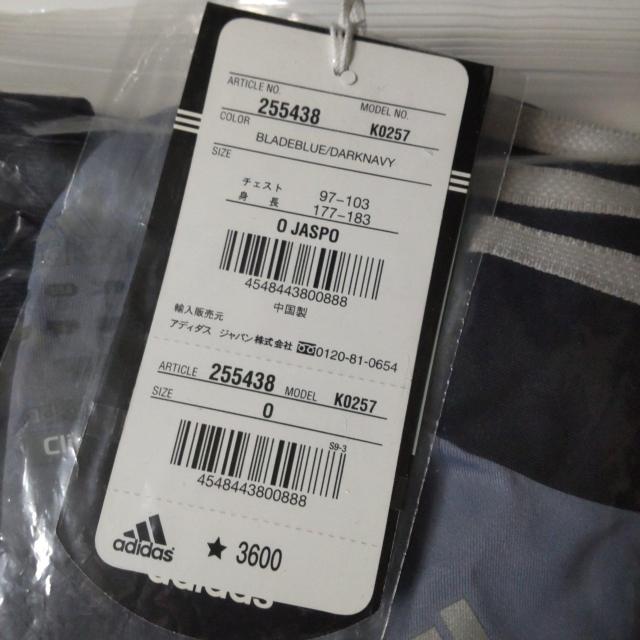 ARTICLE NO. 255438 MODEL NO. K0257
COLOR BLADEBLUE/DARKNAVY
SIZE
チェスト 97-103
身 長 177-183
O JASPO
4548443800888
中国製
輸入販売元
アディダス ジャパン株式会社 0120-81-0654
ARTICLE 255438 MODEL K0257
SIZE O
S9-3
4548443800888
adidas ★ 3600
adidas